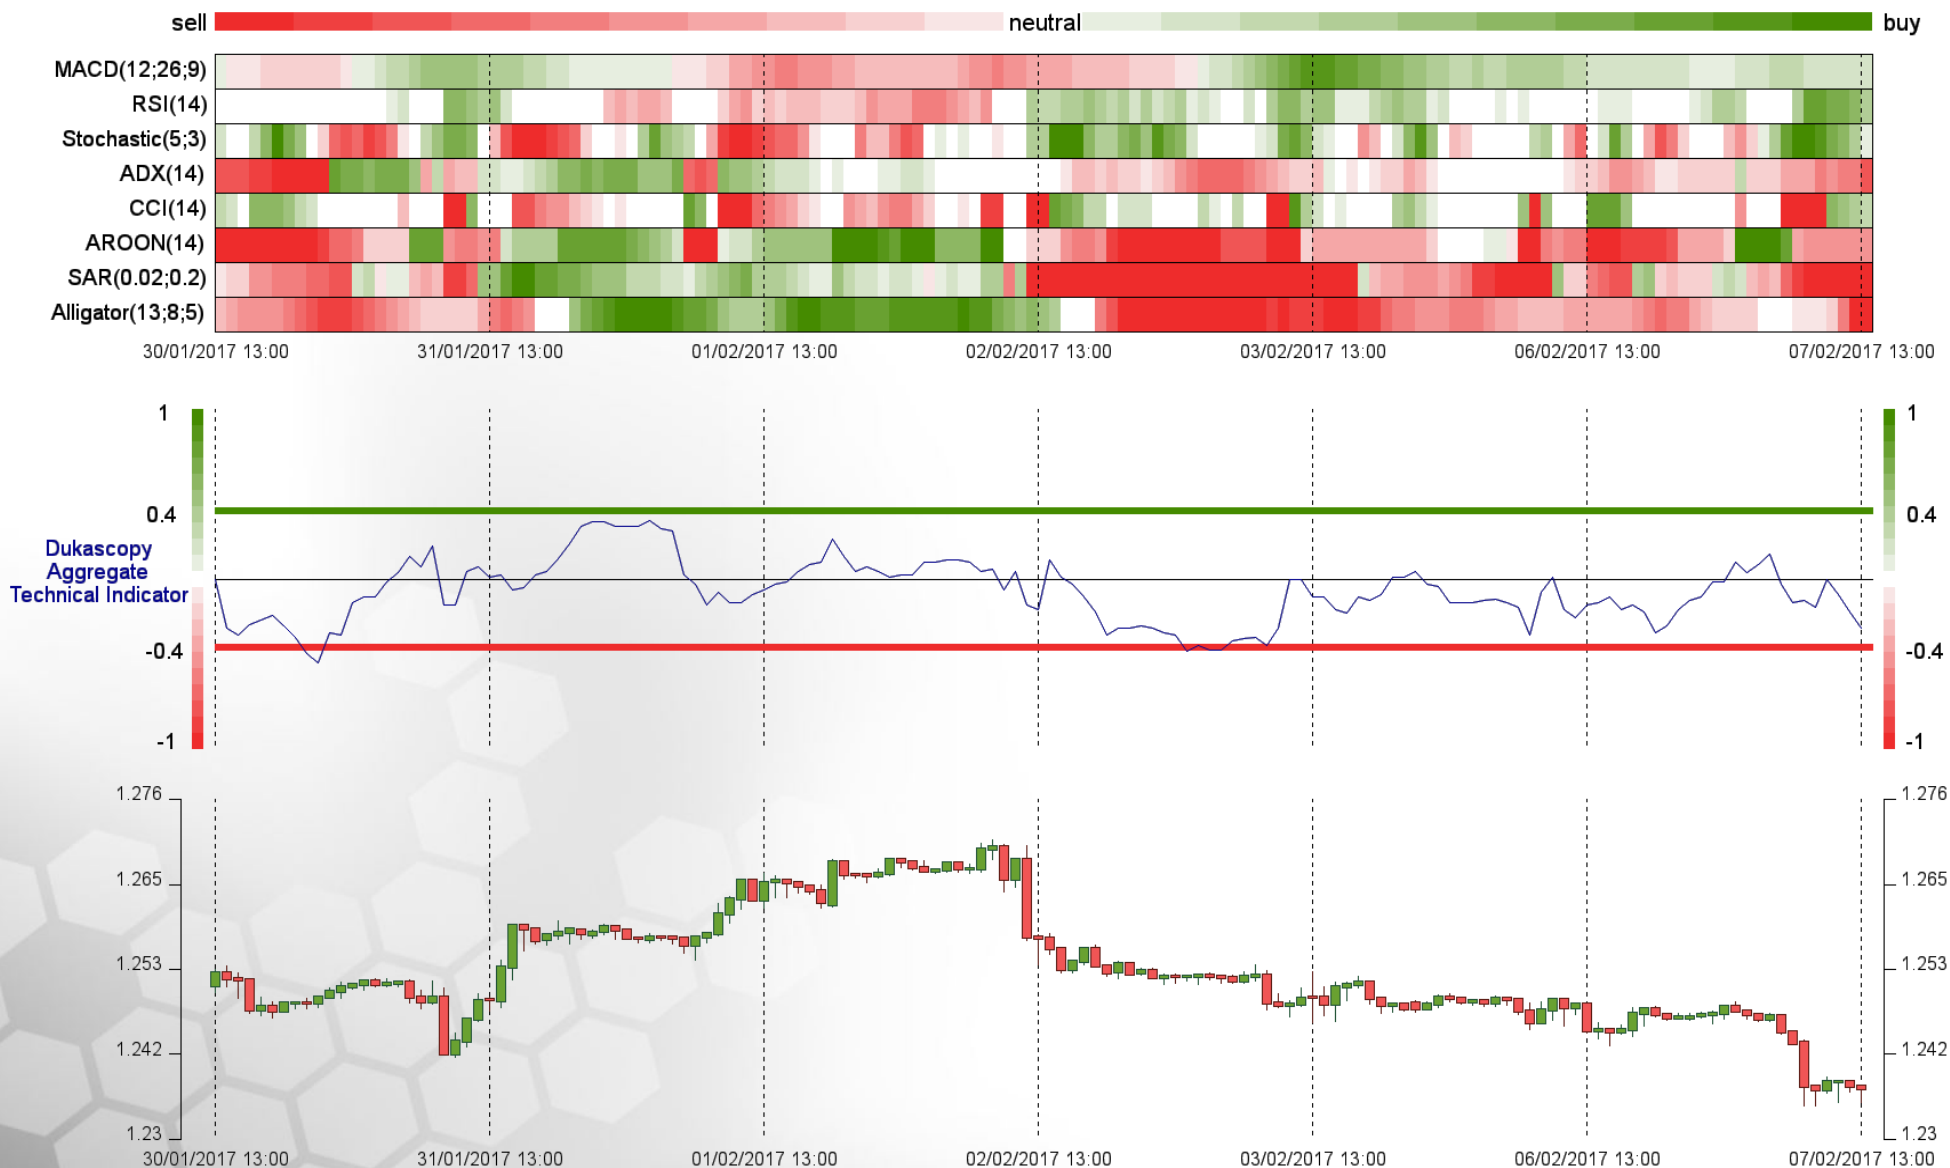 sell neutral buy
MACD(12;26;9)
RSI(14)
Stochastic(5;3)
ADX(14)
CCI(14)
AROON(14)
SAR(0.02;0.2)
Alligator(13;8;5)
30/01/2017 13:00 31/01/2017 13:00 01/02/2017 13:00 02/02/2017 13:00 03/02/2017 13:00 06/02/2017 13:00 07/02/2017 13:00
1 1
0.4 0.4
Dukascopy
Aggregate
Technical Indicator
-0.4 -0.4
-1 -1
1.276 1.276
1.265 1.265
1.253 1.253
1.242 1.242
1.23 1.23
30/01/2017 13:00 31/01/2017 13:00 01/02/2017 13:00 02/02/2017 13:00 03/02/2017 13:00 06/02/2017 13:00 07/02/2017 13:00